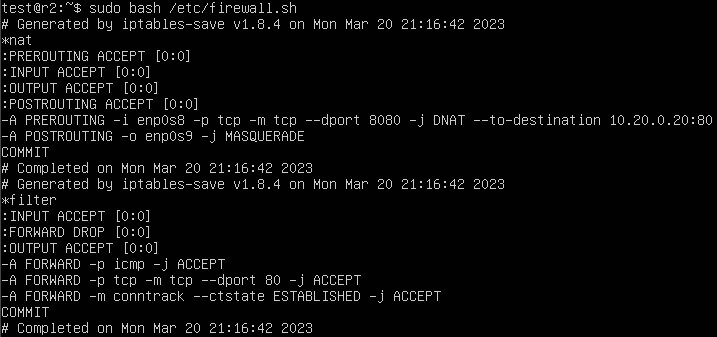 test@r2:~$ sudo bash /etc/firewall.sh
# Generated by iptables-save v1.8.4 on Mon Mar 20 21:16:42 2023
*nat
:PREROUTING ACCEPT [0:0]
:INPUT ACCEPT [0:0]
:OUTPUT ACCEPT [0:0]
:POSTROUTING ACCEPT [0:0]
-A PREROUTING -i enp0s8 -p tcp -m tcp --dport 8080 -j DNAT --to-destination 10.20.0.20:80
-A POSTROUTING -o enp0s9 -j MASQUERADE
COMMIT
# Completed on Mon Mar 20 21:16:42 2023
# Generated by iptables-save v1.8.4 on Mon Mar 20 21:16:42 2023
*filter
:INPUT ACCEPT [0:0]
:FORWARD DROP [0:0]
:OUTPUT ACCEPT [0:0]
-A FORWARD -p icmp -j ACCEPT
-A FORWARD -p tcp -m tcp --dport 80 -j ACCEPT
-A FORWARD -m conntrack --ctstate ESTABLISHED -j ACCEPT
COMMIT
# Completed on Mon Mar 20 21:16:42 2023